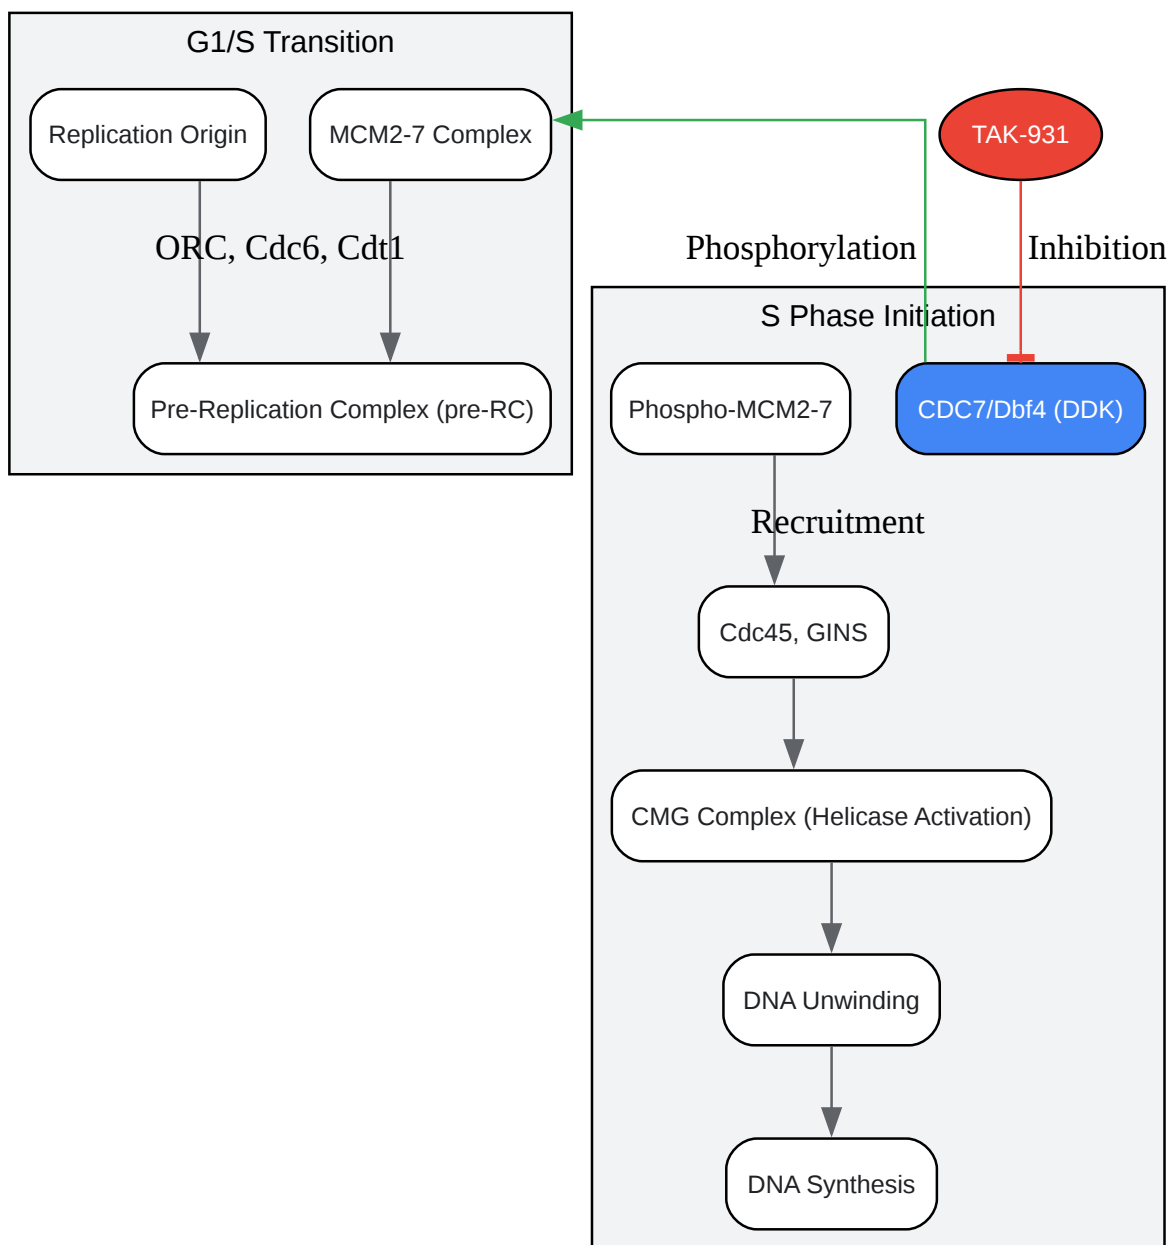 G1/S Transition
Replication Origin
MCM2-7 Complex
TAK-931
ORC, Cdc6, Cdt1
Phosphorylation
Inhibition
S Phase Initiation
Pre-Replication Complex (pre-RC)
Phospho-MCM2-7
CDC7/Dbf4 (DDK)
Recruitment
Cdc45, GINS
CMG Complex (Helicase Activation)
DNA Unwinding
DNA Synthesis